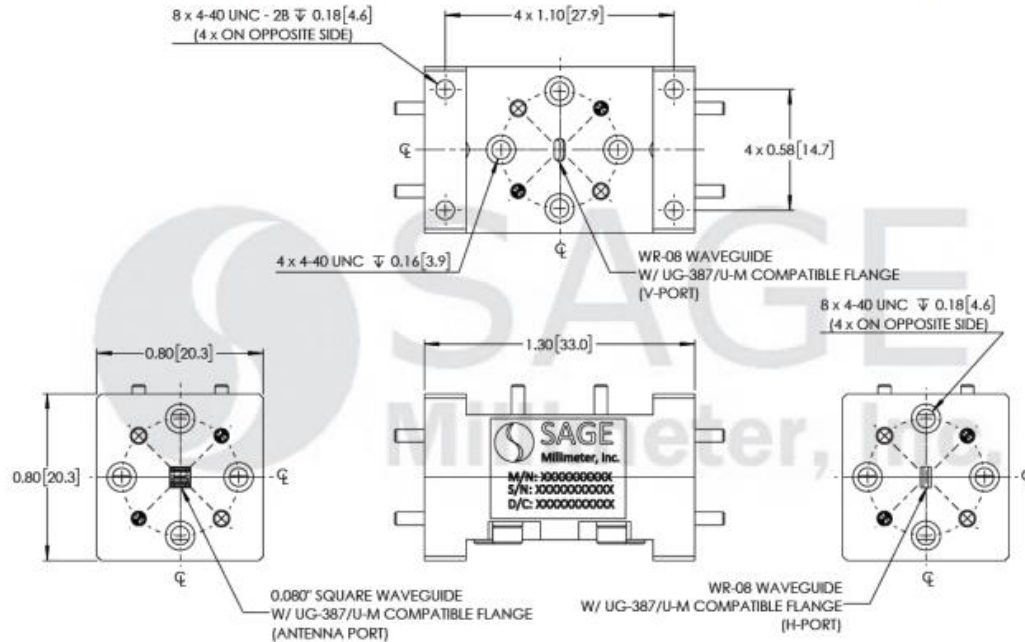 8 x 4-40 UNC - 2B ↧ 0.18[4.6]
(4 x ON OPPOSITE SIDE)
4 x 1.10[27.9]
4 x 0.58[14.7]
℄
℄
4 x 4-40 UNC ↧ 0.16[3.9]
WR-08 WAVEGUIDE
W/ UG-387/U-M COMPATIBLE FLANGE
(V-PORT)
SAGE
Millimeter, Inc.
8 x 4-40 UNC ↧ 0.18[4.6]
(4 x ON OPPOSITE SIDE)
0.80[20.3]
1.30[33.0]
0.80[20.3]
℄
℄
SAGE
Millimeter, Inc.
M/N: XXXXXXXXXX
S/N: XXXXXXXXXXX
D/C: XXXXXXXXXXX
℄
℄
0.080" SQUARE WAVEGUIDE
W/ UG-387/U-M COMPATIBLE FLANGE
(ANTENNA PORT)
WR-08 WAVEGUIDE
W/ UG-387/U-M COMPATIBLE FLANGE
(H-PORT)